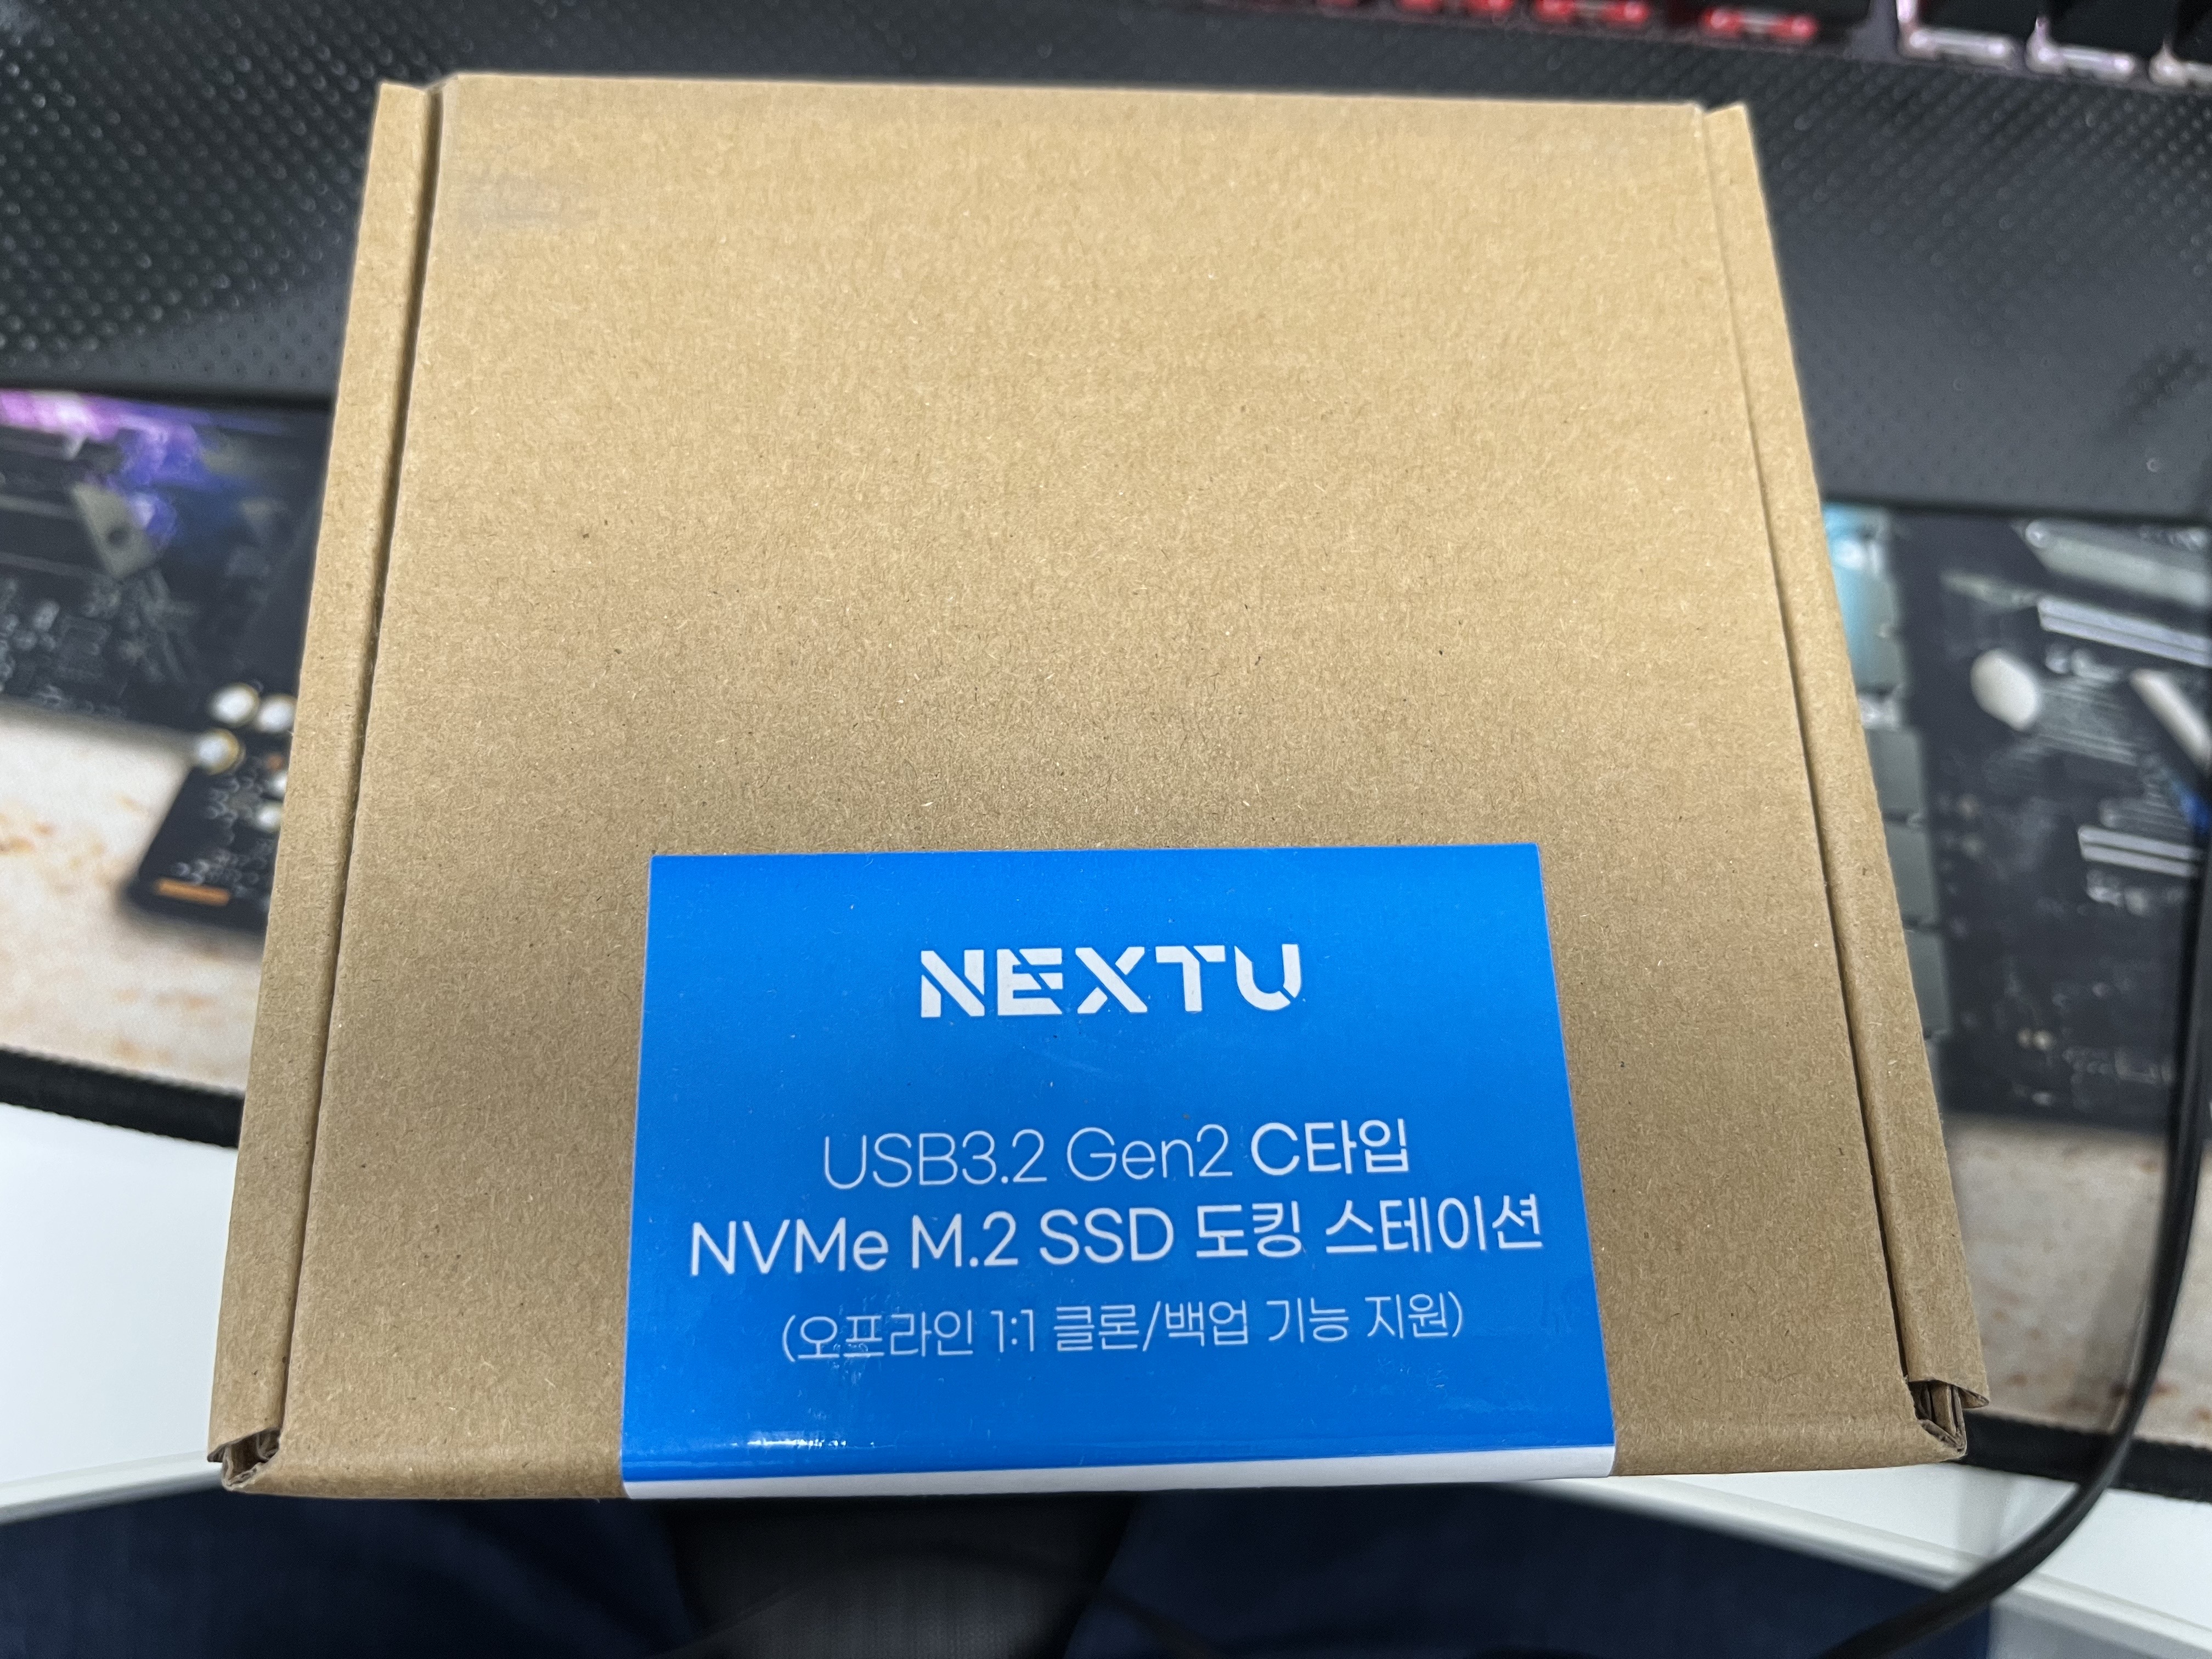 NEXTU
USB3.2 Gen2 C타입
NVMe M.2 SSD 도킹 스테이션
(오프라인 1:1 클론/백업 기능 지원)